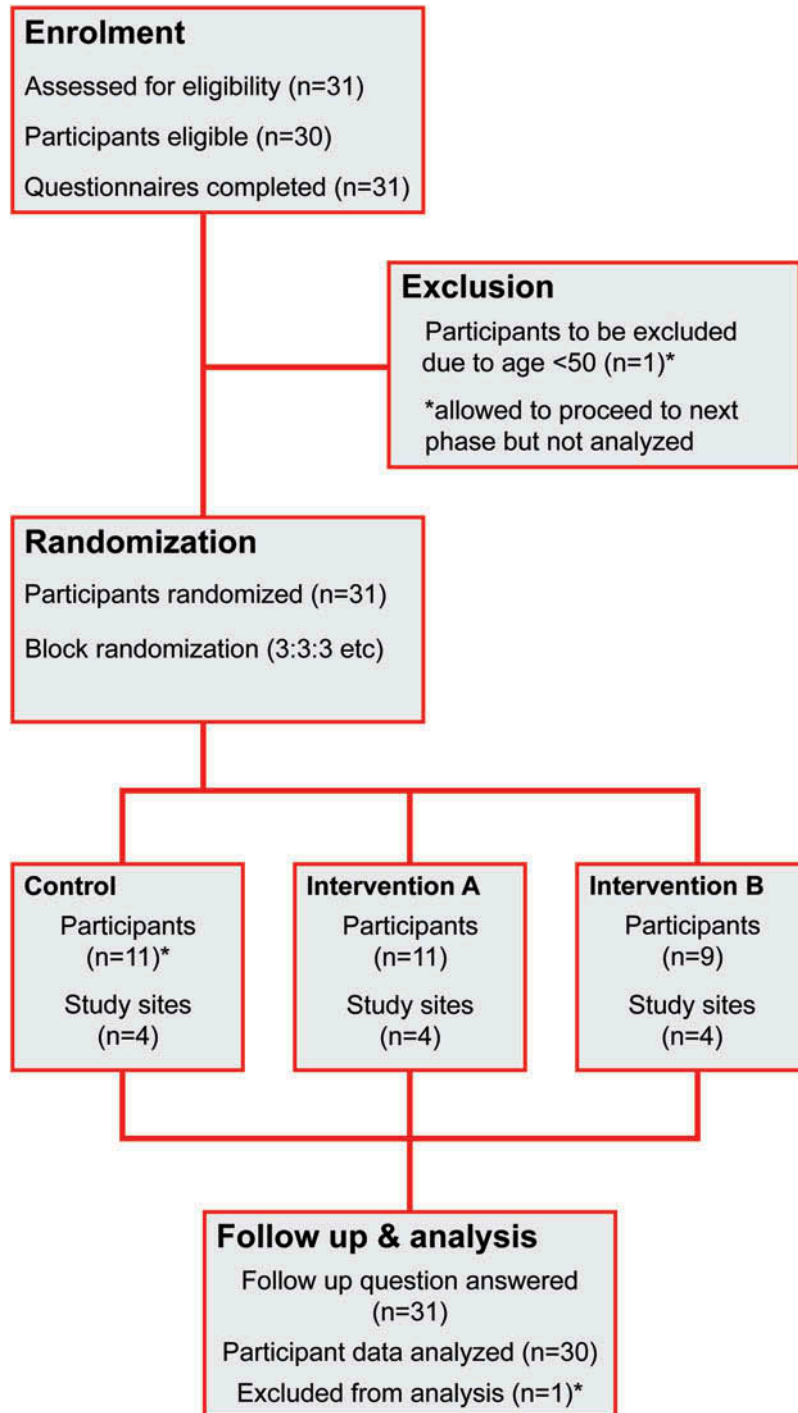 Enrolment
Assessed for eligibility (n=31)
Participants eligible (n=30)
Questionnaires completed (n=31)
Exclusion
Participants to be excluded
due to age <50 (n=1)*
*allowed to proceed to next
phase but not analyzed
Randomization
Participants randomized (n=31)
Block randomization (3:3:3 etc)
Control
Participants
(n=11)*
Study sites
(n=4)
Intervention A
Participants
(n=11)
Study sites
(n=4)
Intervention B
Participants
(n=9)
Study sites
(n=4)
Follow up & analysis
Follow up question answered
(n=31)
Participant data analyzed (n=30)
Excluded from analysis (n=1)*